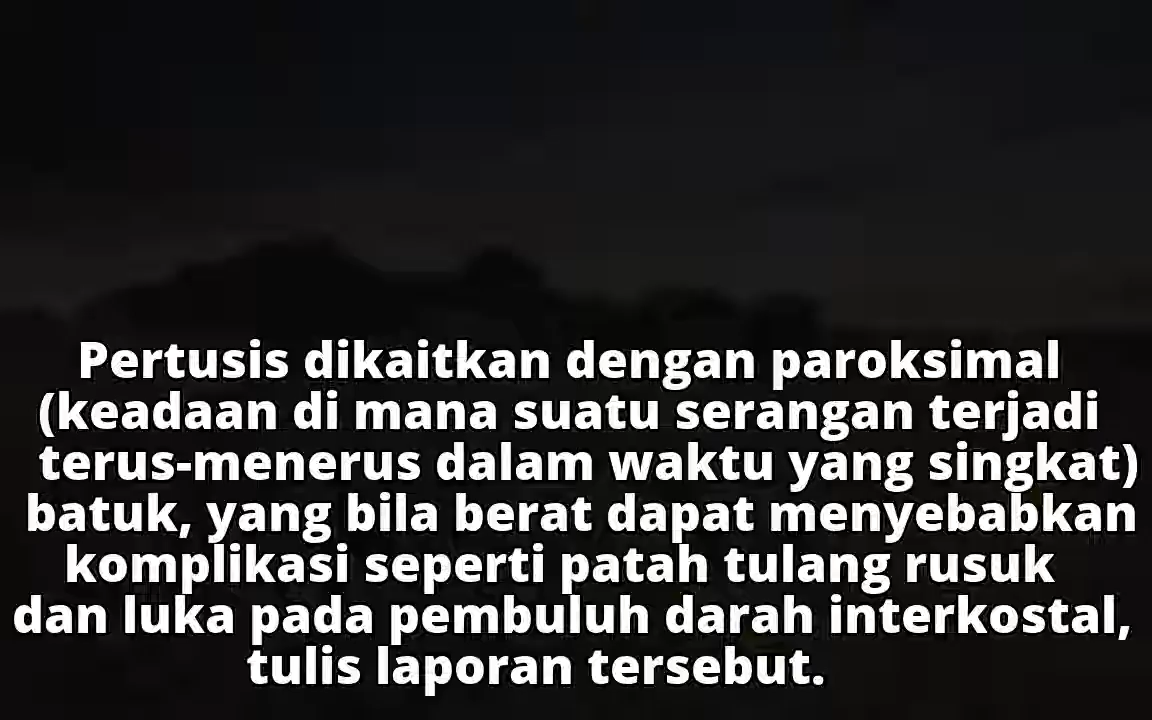 Pertusis dikaitkan dengan paroksimal
(keadaan di mana suatu serangan terjadi
terus-menerus dalam waktu yang singkat)
batuk, yang bila berat dapat menyebabkan
komplikasi seperti patah tulang rusuk
dan luka pada pembuluh darah interkostal,
tulis laporan tersebut.